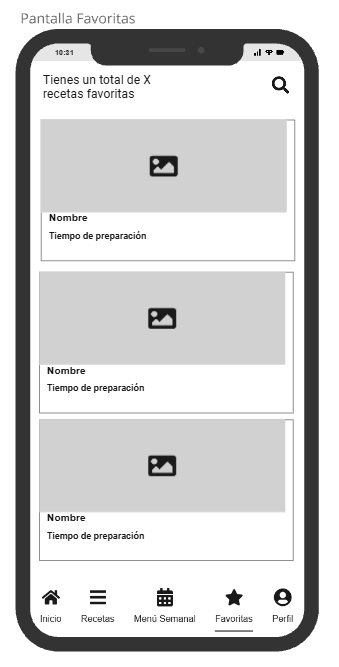 Pantalla Favoritas
10:31
Tienes un total de X
recetas favoritas
Nombre
Tiempo de preparación
Nombre
Tiempo de preparación
Nombre
Tiempo de preparación
Inicio
Recetas
Menú Semanal
Favoritas
Perfil